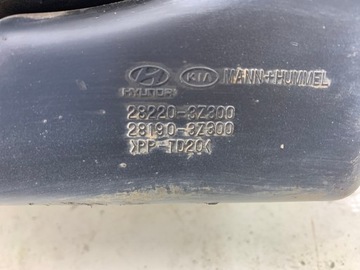 HYUNDAI KIA MANN+HUMMEL
28220-3Z300
28190-3Z300
>PP-TD20<